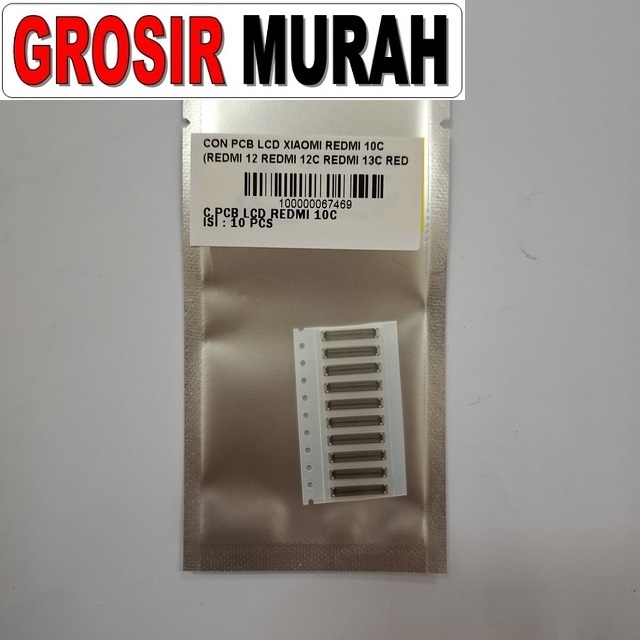 GROSIR MURAH
CON PCB LCD XIAOMI REDMI 10C
(REDMI 12 REDMI 12C REDMI 13C RED
100000067469
C.PCB LCD REDMI 10C
ISI : 10 PCS